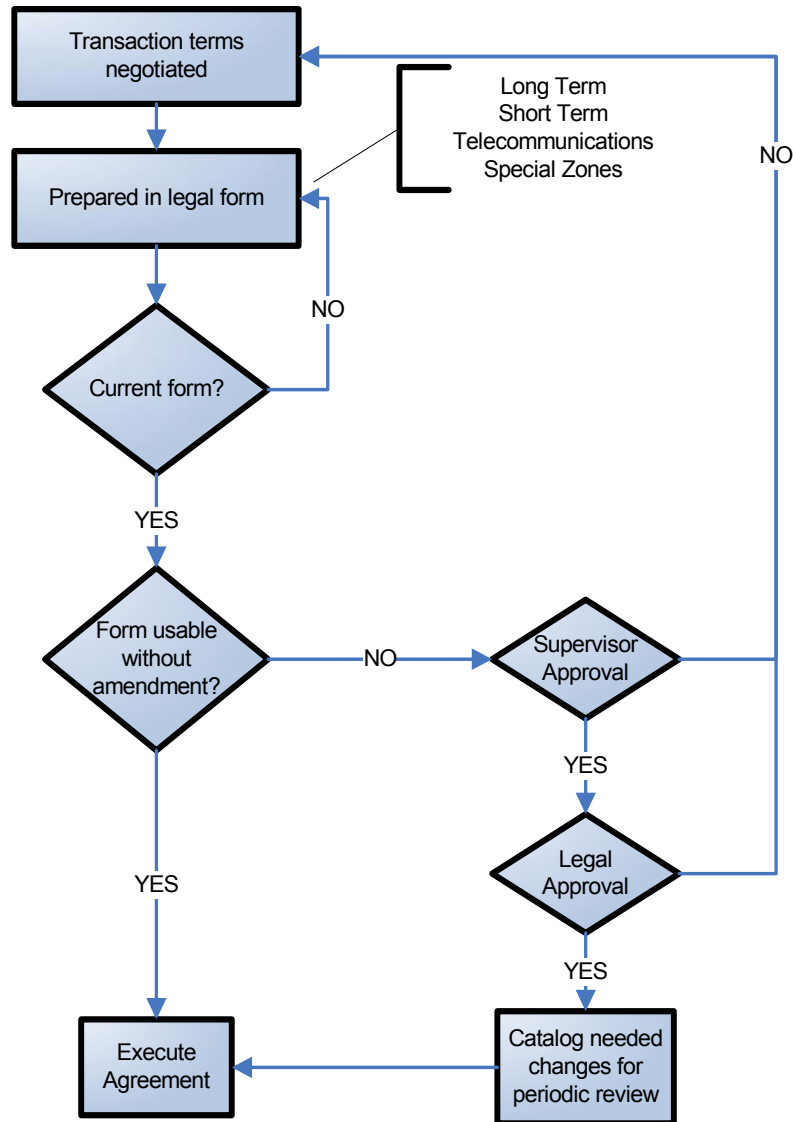 Transaction terms
negotiated
Long Term
Short Term
Telecommunications
Special Zones
NO
Prepared in legal form
NO
Current form?
YES
Form usable
without
amendment?
NO
Supervisor
Approval
YES
Legal
Approval
YES
YES
Execute
Agreement
Catalog needed
changes for
periodic review